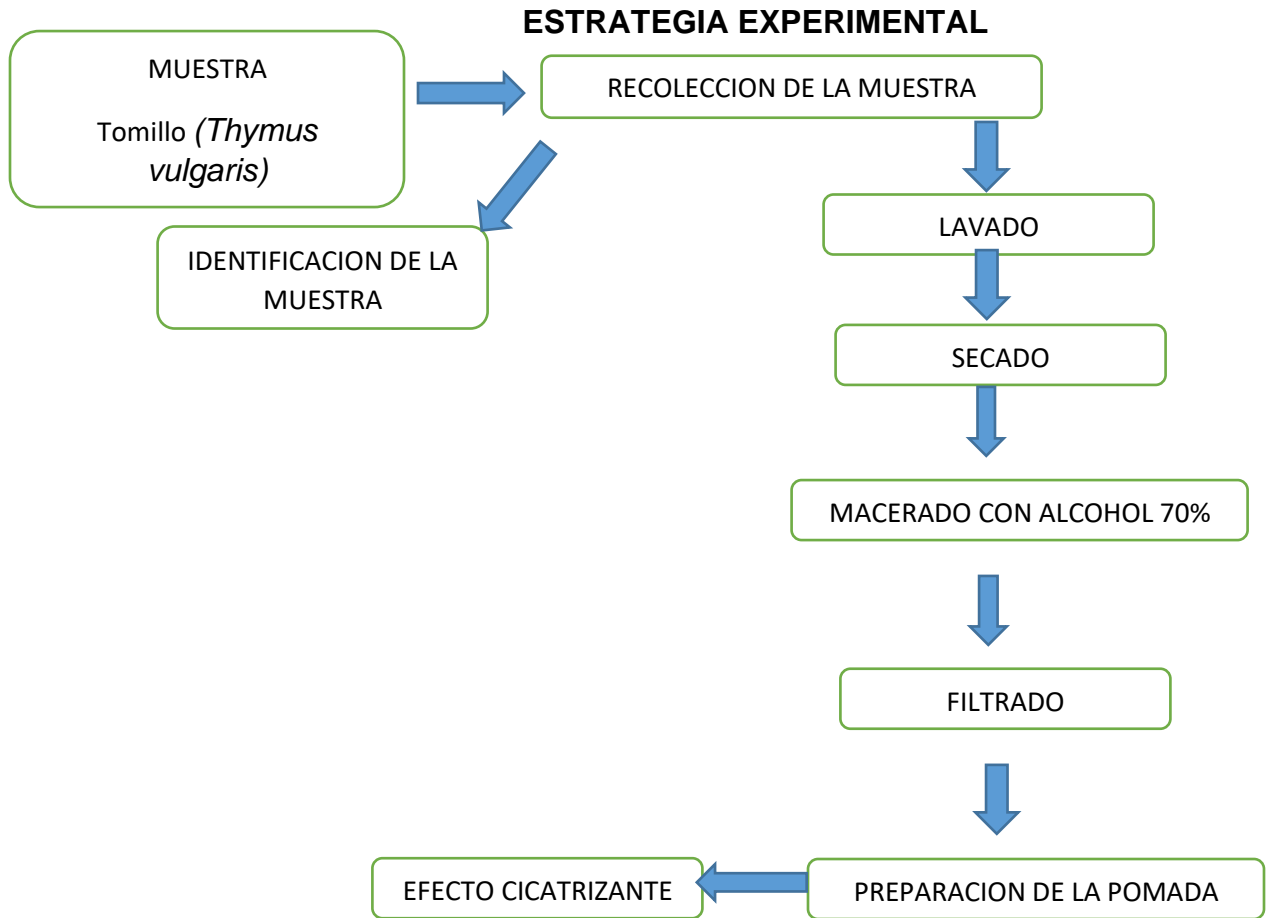 ESTRATEGIA EXPERIMENTAL
MUESTRA
Tomillo (Thymus
vulgaris)
RECOLECCION DE LA MUESTRA
IDENTIFICACION DE LA
MUESTRA
LAVADO
SECADO
MACERADO CON ALCOHOL 70%
FILTRADO
PREPARACION DE LA POMADA
EFECTO CICATRIZANTE